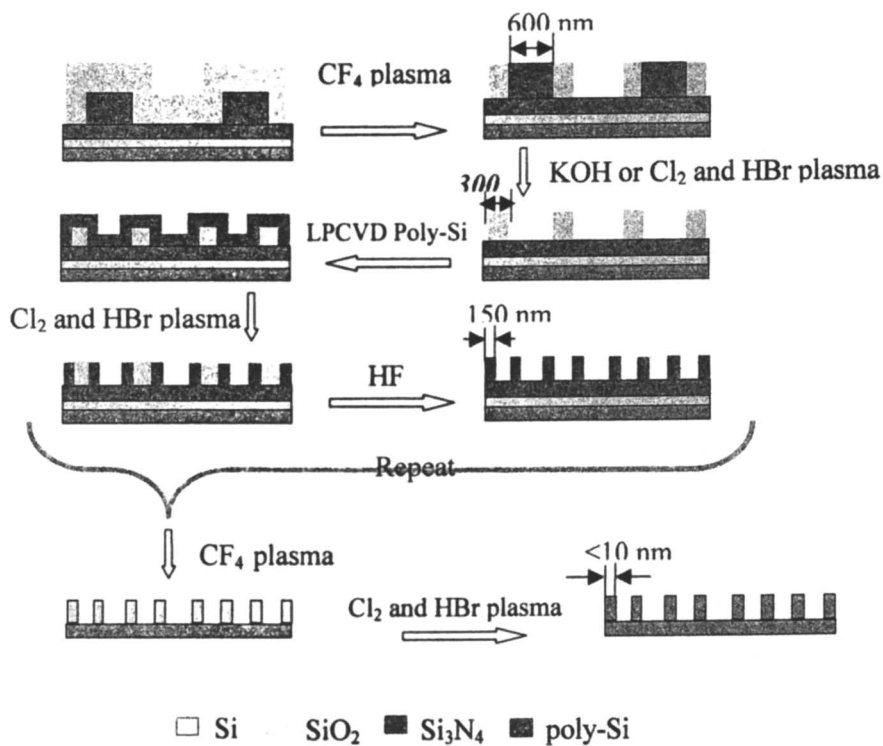 600 nm
CF₄ plasma
KOH or Cl₂ and HBr plasma
300
LPCVD Poly-Si
Cl₂ and HBr plasma
150 nm
HF
Repeat
CF₄ plasma
<10 nm
Cl₂ and HBr plasma
Si SiO₂ Si₃N₄ poly-Si